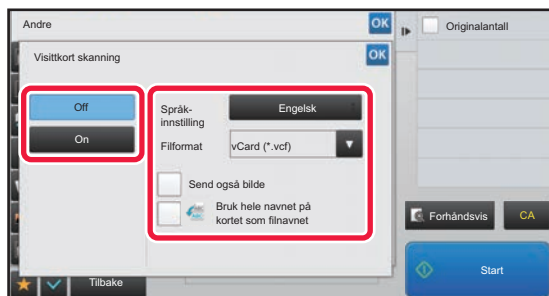 Andre
OK
Originalantall
Visittkort skanning
OK
Off
On
Språk-
innstilling
Engelsk
Filformat
vCard (*.vcf)
Send også bilde
Bruk hele navnet på
kortet som filnavnet
Forhåndsvis
CA
Tilbake
Start